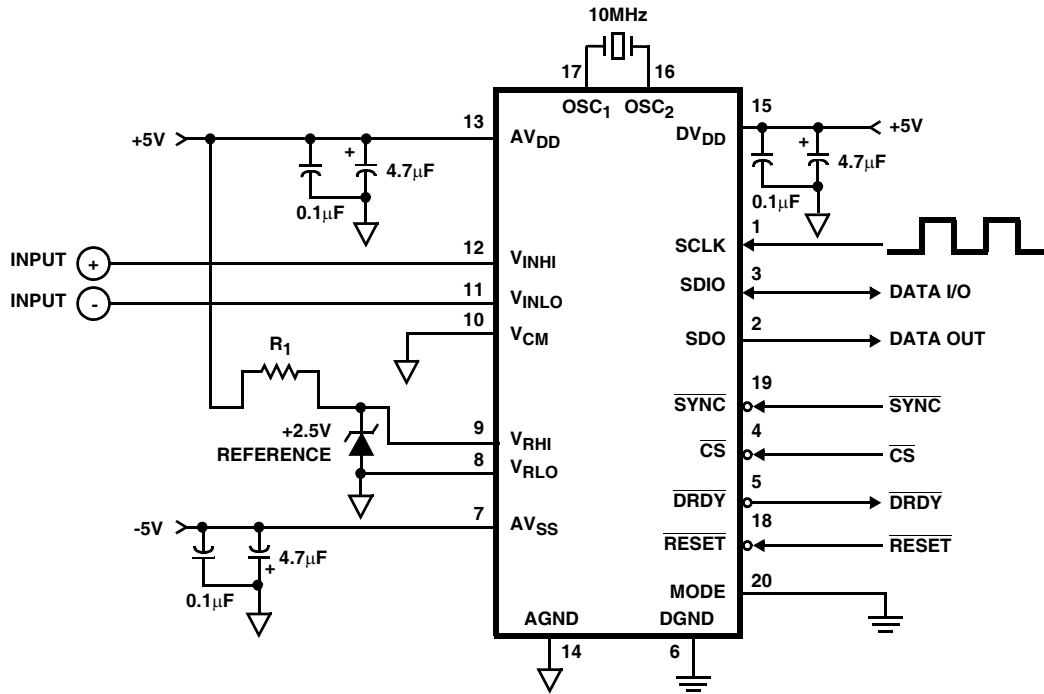 10MHz
17
16
OSC1
OSC2
15
13
+5V
AVDD
DVDD
+5V
+
4.7µF
0.1µF
+
4.7µF
0.1µF
1
SCLK
12
INPUT
+
VINHI
3
SDIO
DATA I/O
11
INPUT
-
VINLO
10
VCM
2
SDO
DATA OUT
R1
19
SYNC
SYNC
+2.5V
REFERENCE
9
VRHI
4
CS
CS
8
VRLO
5
DRDY
DRDY
7
-5V
AVSS
18
RESET
RESET
4.7µF
+
0.1µF
20
MODE
AGND
DGND
14
6